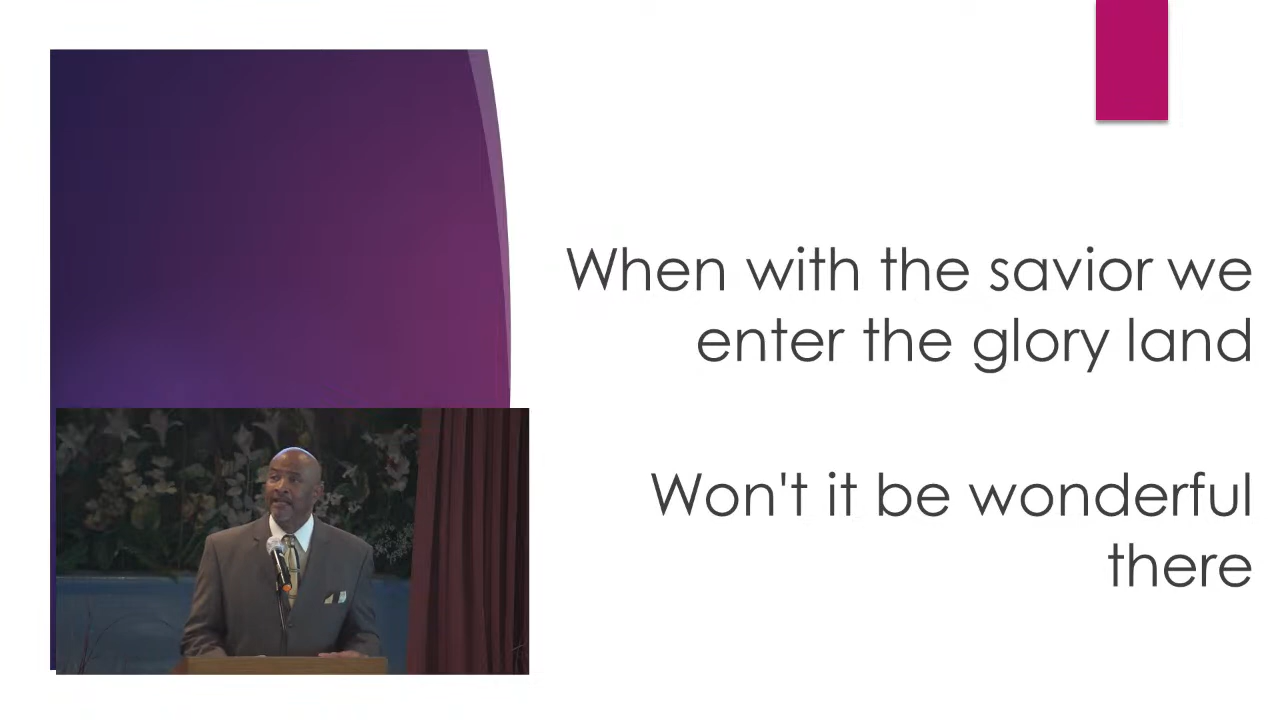 When with the savior we
enter the glory land
Won't it be wonderful
there